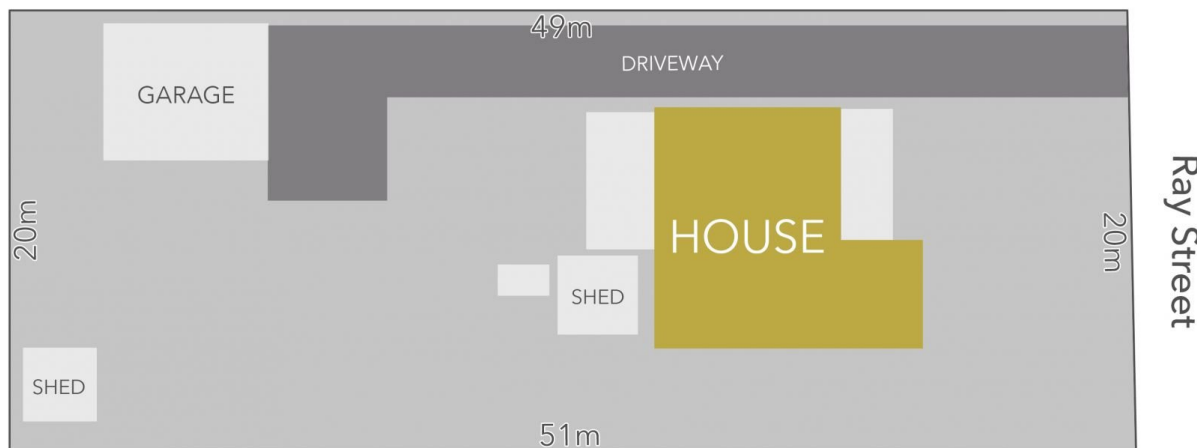 49m
DRIVEWAY
GARAGE
HOUSE
20m
20m
Ray Street
SHED
SHED
51m